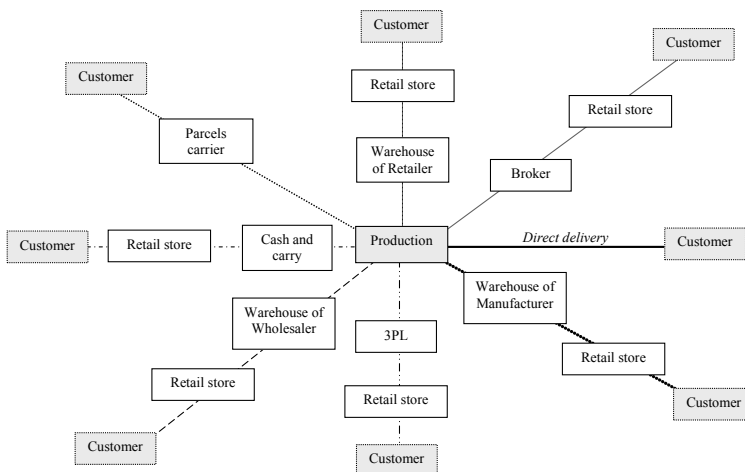 Customer
Customer
Customer
Retail store
Retail store
Parcels
carrier
Warehouse
of Retailer
Broker
Customer
Retail store
Cash and
carry
Production
Direct delivery
Customer
Warehouse of
Manufacturer
Warehouse of
Wholesaler
3PL
Retail store
Retail store
Retail store
Customer
Customer
Customer